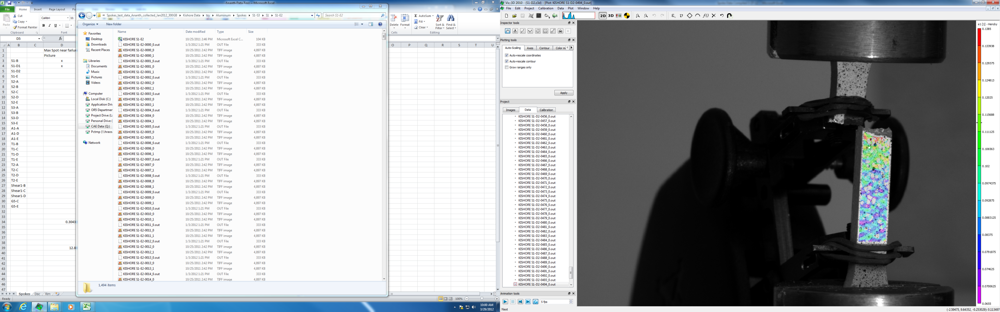 Ananth Data Toss - Microsoft Excel
File Home Insert Page Layout
Cut
Copy
Format Painter
Paste
Clipboard
Calibri 11
B I U
Font
D5 fx
A B C D
1 Max Spot near failur
2 Picture
3 S1-B x
4 S1-D1 x
5 S1-D2
6 S1-E
7 S2-A
8 S2-B
9 S2-C
10 S2-D
11 S2-E
12 S3-A
13 S3-B
14 S3-D
15 S3-E
16 A1-A
17 A1-D
18 A1-E
19 T1-B
20 T1-C
21 T1-D
22 T1-E
23 T2-A
24 T2-C
25 T2-D
26 T2-E
27 Shear1-B
28 Shear1-C
29 Shear1-D
30 G5-C
31 G5-E
32
33
34 0.3043
35
36
37
38
39 12.8
40
41
42
43
44
45
46
47
Spokes Disc Rim
Ready
Spokes_test_data_Ananth_collected_Jan2012_300GB Kishore Data try Aluminum Spokes S1-S3 S1 S1-E2
Search S1-E2
Organize New folder
Favorites
Desktop
Downloads
Recent Places
Libraries
Documents
Music
Pictures
Videos
Computer
Local Disk (C:)
Application Driv
OR5 Departmer
Project Drive (L:
Personal Drive (
CAE Data (Q:)
Pctmp (\\hraos
Network
Name Date modified Type Size
KISHORE S1-E2 10/25/2011 2:46 PM Microsoft Excel C... 104 KB
KISHORE S1-E2-0000_0.out 1/3/2012 1:21 PM OUT File 333 KB
KISHORE S1-E2-0000_0 10/25/2011 2:42 PM TIFF image 4,897 KB
KISHORE S1-E2-0000_1 10/25/2011 2:42 PM TIFF image 4,897 KB
KISHORE S1-E2-0001_0.out 1/3/2012 1:21 PM OUT File 333 KB
KISHORE S1-E2-0001_0 10/25/2011 2:42 PM TIFF image 4,897 KB
KISHORE S1-E2-0001_1 10/25/2011 2:42 PM TIFF image 4,897 KB
KISHORE S1-E2-0002_0.out 1/3/2012 1:21 PM OUT File 333 KB
KISHORE S1-E2-0002_0 10/25/2011 2:42 PM TIFF image 4,897 KB
KISHORE S1-E2-0002_1 10/25/2011 2:42 PM TIFF image 4,897 KB
KISHORE S1-E2-0003_0.out 1/3/2012 1:21 PM OUT File 333 KB
KISHORE S1-E2-0003_0 10/25/2011 2:42 PM TIFF image 4,897 KB
KISHORE S1-E2-0003_1 10/25/2011 2:42 PM TIFF image 4,897 KB
KISHORE S1-E2-0004_0.out 1/3/2012 1:21 PM OUT File 333 KB
KISHORE S1-E2-0004_0 10/25/2011 2:42 PM TIFF image 4,897 KB
KISHORE S1-E2-0004_1 10/25/2011 2:42 PM TIFF image 4,897 KB
KISHORE S1-E2-0005_0.out 1/3/2012 1:21 PM OUT File 333 KB
KISHORE S1-E2-0005_0 10/25/2011 2:42 PM TIFF image 4,897 KB
KISHORE S1-E2-0005_1 10/25/2011 2:42 PM TIFF image 4,897 KB
KISHORE S1-E2-0006_0.out 1/3/2012 1:21 PM OUT File 333 KB
KISHORE S1-E2-0006_0 10/25/2011 2:42 PM TIFF image 4,897 KB
KISHORE S1-E2-0006_1 10/25/2011 2:42 PM TIFF image 4,897 KB
KISHORE S1-E2-0007_0.out 1/3/2012 1:21 PM OUT File 333 KB
KISHORE S1-E2-0007_0 10/25/2011 2:42 PM TIFF image 4,897 KB
KISHORE S1-E2-0007_1 10/25/2011 2:42 PM TIFF image 4,897 KB
KISHORE S1-E2-0008_0.out 1/3/2012 1:21 PM OUT File 333 KB
KISHORE S1-E2-0008_0 10/25/2011 2:42 PM TIFF image 4,897 KB
KISHORE S1-E2-0008_1 10/25/2011 2:42 PM TIFF image 4,897 KB
KISHORE S1-E2-0009_0.out 1/3/2012 1:21 PM OUT File 333 KB
KISHORE S1-E2-0009_0 10/25/2011 2:42 PM TIFF image 4,897 KB
KISHORE S1-E2-0009_1 10/25/2011 2:42 PM TIFF image 4,897 KB
KISHORE S1-E2-0010_0.out 1/3/2012 1:21 PM OUT File 333 KB
KISHORE S1-E2-0010_0 10/25/2011 2:42 PM TIFF image 4,897 KB
KISHORE S1-E2-0010_1 10/25/2011 2:42 PM TIFF image 4,897 KB
KISHORE S1-E2-0011_0.out 1/3/2012 1:21 PM OUT File 333 KB
KISHORE S1-E2-0011_0 10/25/2011 2:42 PM TIFF image 4,897 KB
KISHORE S1-E2-0011_1 10/25/2011 2:42 PM TIFF image 4,897 KB
KISHORE S1-E2-0012_0.out 1/3/2012 1:21 PM OUT File 333 KB
KISHORE S1-E2-0012_0 10/25/2011 2:42 PM TIFF image 4,897 KB
KISHORE S1-E2-0012_1 10/25/2011 2:42 PM TIFF image 4,897 KB
KISHORE S1-E2-0013_0.out 1/3/2012 1:21 PM OUT File 333 KB
KISHORE S1-E2-0013_0 10/25/2011 2:42 PM TIFF image 4,897 KB
KISHORE S1-E2-0013_1 10/25/2011 2:42 PM TIFF image 4,897 KB
KISHORE S1-E2-0014_0.out 1/3/2012 1:21 PM OUT File 333 KB
KISHORE S1-E2-0014_0 10/25/2011 2:42 PM TIFF image 4,897 KB
1,494 items
Delete Format
Cells
AutoSum
Fill
Clear
Sort & Filter
Find & Select
Editing
O P Q R S T U
100%
10:00 AM
3/29/2012
Vic-3D 2010 - (S1-D2.z3d) - [Plot: KISHORE S1-D2-0494_0.out]
File Edit Project Calibration Data Plot Window Help
2D 3D
Inspector tools
Plotting tools
Auto-Scaling Axes Contour Color m
Auto-rescale coordinates
Auto-rescale contour
Grow ranges only
Apply
Project
Images Data Calibration
KISHORE S1-D2-0456_0.out
KISHORE S1-D2-0457_0.out
KISHORE S1-D2-0458_0.out
KISHORE S1-D2-0459_0.out
KISHORE S1-D2-0460_0.out
KISHORE S1-D2-0461_0.out
KISHORE S1-D2-0462_0.out
KISHORE S1-D2-0463_0.out
KISHORE S1-D2-0464_0.out
KISHORE S1-D2-0465_0.out
KISHORE S1-D2-0466_0.out
KISHORE S1-D2-0467_0.out
KISHORE S1-D2-0468_0.out
KISHORE S1-D2-0469_0.out
KISHORE S1-D2-0470_0.out
KISHORE S1-D2-0471_0.out
KISHORE S1-D2-0472_0.out
KISHORE S1-D2-0473_0.out
KISHORE S1-D2-0474_0.out
KISHORE S1-D2-0475_0.out
KISHORE S1-D2-0476_0.out
KISHORE S1-D2-0477_0.out
KISHORE S1-D2-0478_0.out
KISHORE S1-D2-0479_0.out
KISHORE S1-D2-0480_0.out
KISHORE S1-D2-0481_0.out
KISHORE S1-D2-0482_0.out
KISHORE S1-D2-0483_0.out
KISHORE S1-D2-0484_0.out
KISHORE S1-D2-0485_0.out
KISHORE S1-D2-0486_0.out
KISHORE S1-D2-0487_0.out
KISHORE S1-D2-0488_0.out
KISHORE S1-D2-0489_0.out
KISHORE S1-D2-0490_0.out
KISHORE S1-D2-0491_0.out
KISHORE S1-D2-0492_0.out
KISHORE S1-D2-0493_0.out
KISHORE S1-D2-0494_0.out
Animation tools
5 fps
Next
e1 [1] - Hencky
0.1385
0.133938
0.129375
0.124813
0.12025
0.115688
0.111125
0.106563
0.102
0.0974375
0.092875
0.0883125
0.08375
0.0791875
0.074625
0.0700625
0.0655
(-2.59475, 9.64352, -0.253029): 0.113497